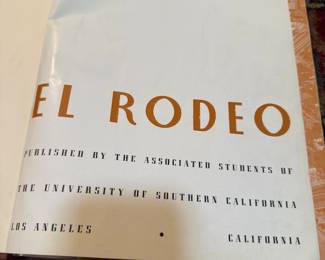 EL RODEO
PUBLISHED BY THE ASSOCIATED STUDENTS OF
THE UNIVERSITY OF SOUTHERN CALIFORNIA
LOS ANGELES • CALIFORNIA